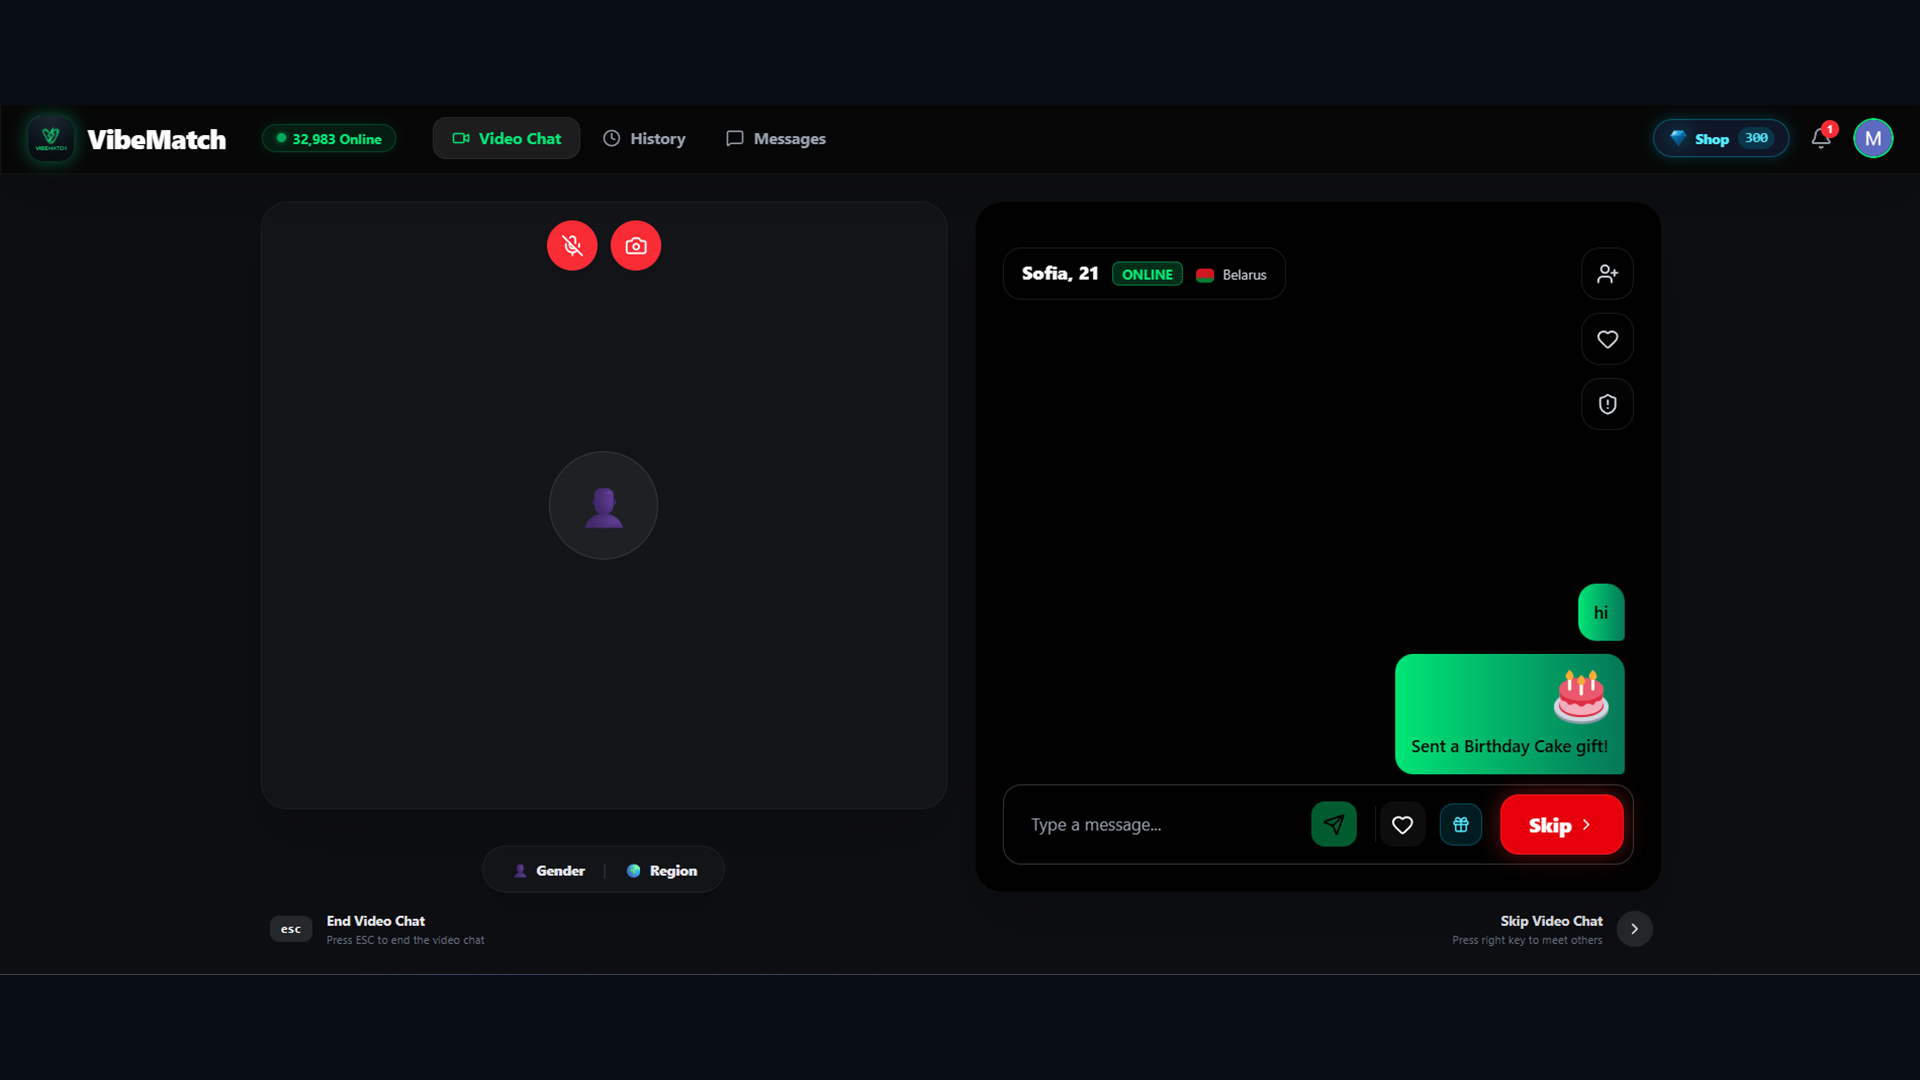 VIBEMATCH
VibeMatch
32,983 Online
Video Chat
History
Messages
Shop
300
1
M
Sofia, 21
ONLINE
Belarus
hi
Sent a Birthday Cake gift!
Type a message...
Skip
Gender
Region
esc
End Video Chat
Press ESC to end the video chat
Skip Video Chat
Press right key to meet others